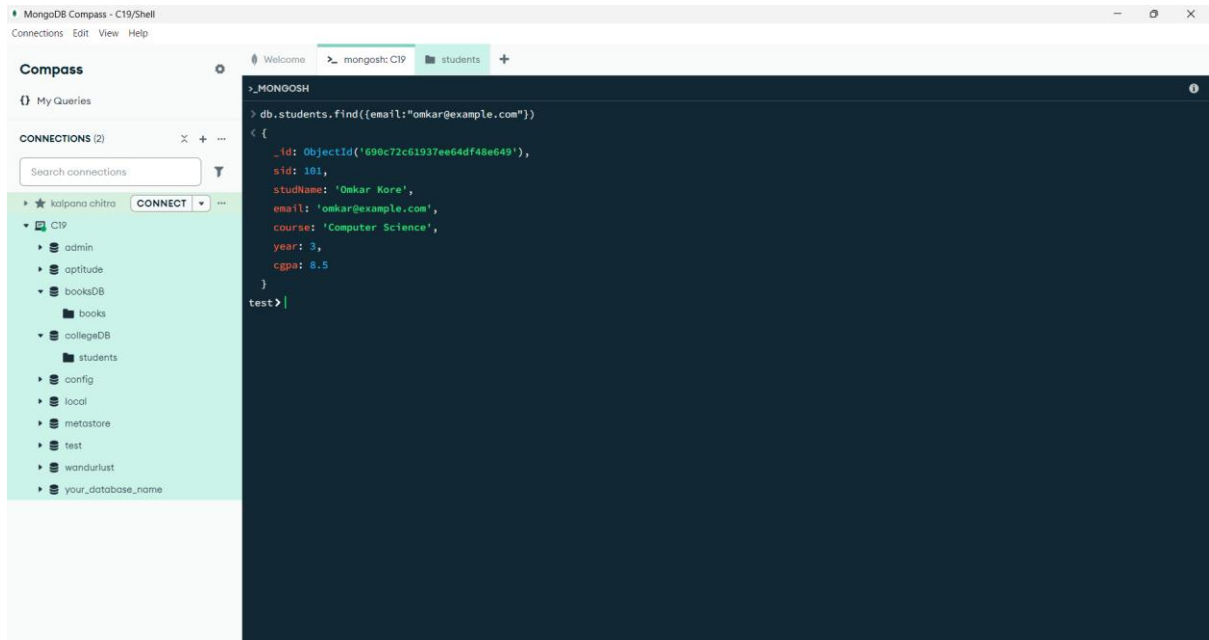 MongoDB Compass - C19/Shell
Connections Edit View Help
Compass
{} My Queries
CONNECTIONS (2)
Search connections
kalpana chitra CONNECT
C19
admin
aptitude
booksDB
books
collegeDB
students
config
local
metastore
test
wandurlust
your_database_name
Welcome >_ mongosh: C19 students +
>_MONGOSH
> db.students.find({email:"omkar@example.com"})
< {
_id: ObjectId('690c72c61937ee64df48e649'),
sid: 101,
studName: 'Omkar Kore',
email: 'omkar@example.com',
course: 'Computer Science',
year: 3,
cgpa: 8.5
}
test>